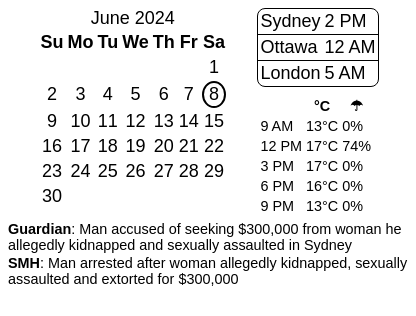 June 2024
Su Mo Tu We Th Fr Sa
1
2 3 4 5 6 7 8
9 10 11 12 13 14 15
16 17 18 19 20 21 22
23 24 25 26 27 28 29
30
Sydney 2 PM
Ottawa 12 AM
London 5 AM
°C ☂
9 AM 13°C 0%
12 PM 17°C 74%
3 PM 17°C 0%
6 PM 16°C 0%
9 PM 13°C 0%
Guardian: Man accused of seeking $300,000 from woman he
allegedly kidnapped and sexually assaulted in Sydney
SMH: Man arrested after woman allegedly kidnapped, sexually
assaulted and extorted for $300,000